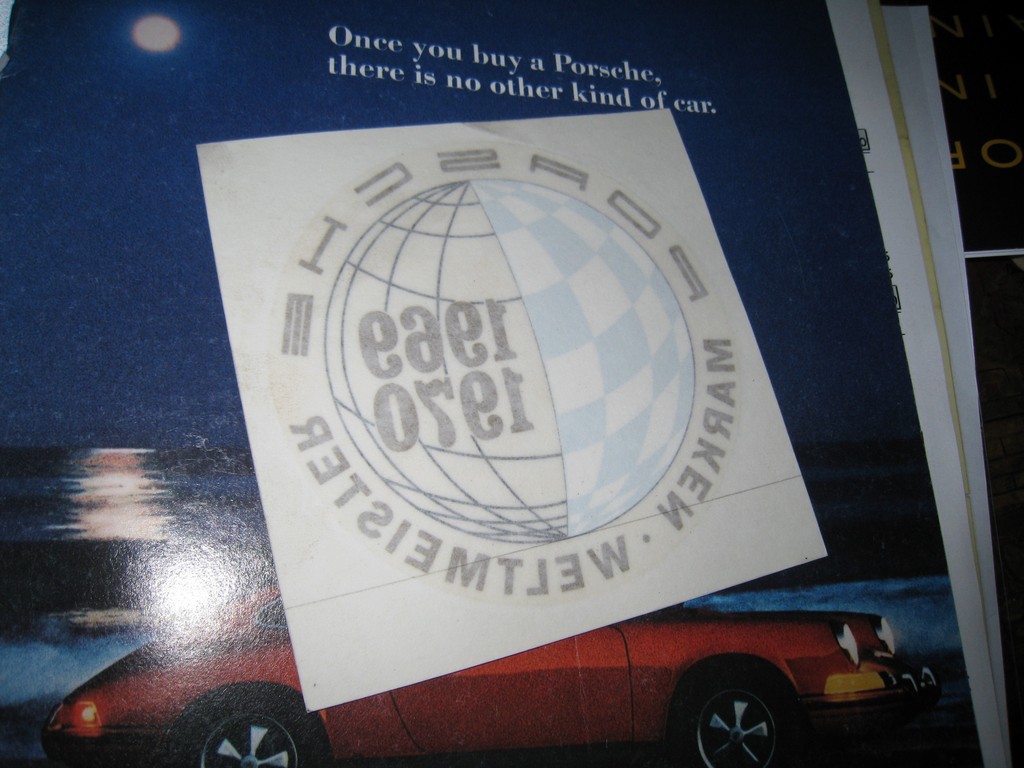 Once you buy a Porsche,
there is no other kind of car.
PORSCHE
1969
1970
MARKEN · WELTMEISTER